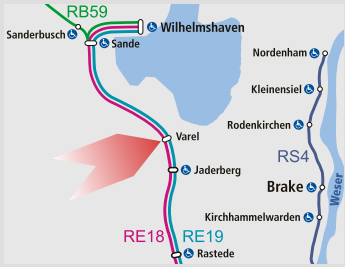 RB59
Wilhelmshaven
Sanderbusch
Sande
Nordenham
Kleinensiel
Rodenkirchen
Varel
RS4
Jaderberg
Brake
Weser
Kirchhammelwarden
RE18 RE19
Rastede